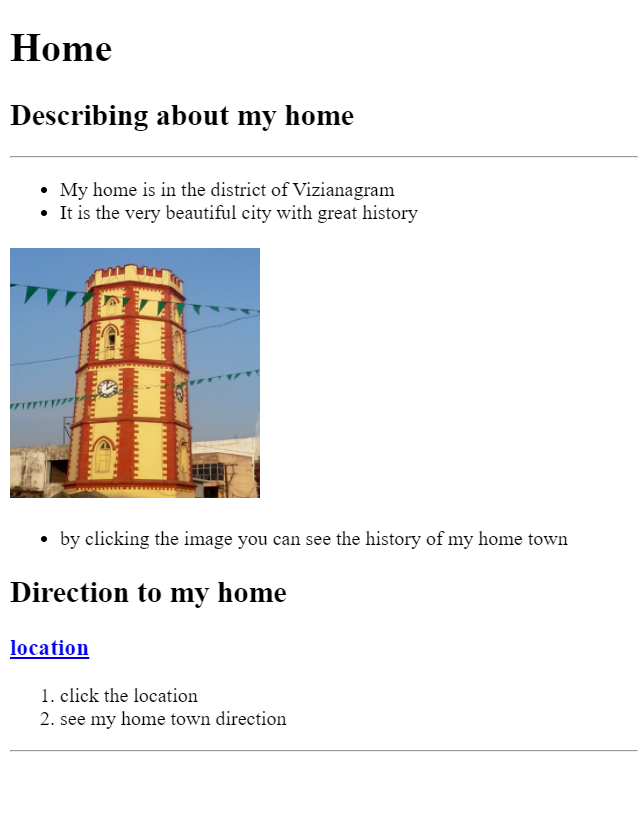 Home
Describing about my home
My home is in the district of Vizianagram
It is the very beautiful city with great history
by clicking the image you can see the history of my home town
Direction to my home
location
1. click the location
2. see my home town direction